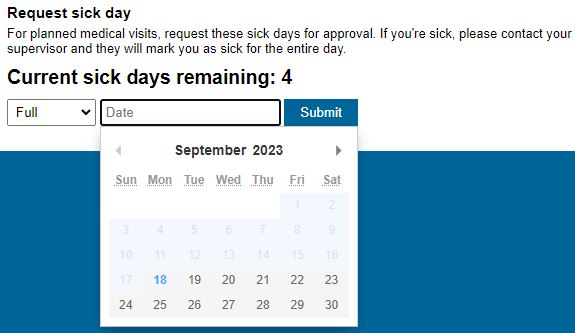 Request sick day
For planned medical visits, request these sick days for approval. If you're sick, please contact your
supervisor and they will mark you as sick for the entire day.
Current sick days remaining: 4
Full Date Submit
September 2023
Sun Mon Tue Wed Thu Fri Sat
1 2
3 4 5 6 7 8 9
10 11 12 13 14 15 16
17 18 19 20 21 22 23
24 25 26 27 28 29 30